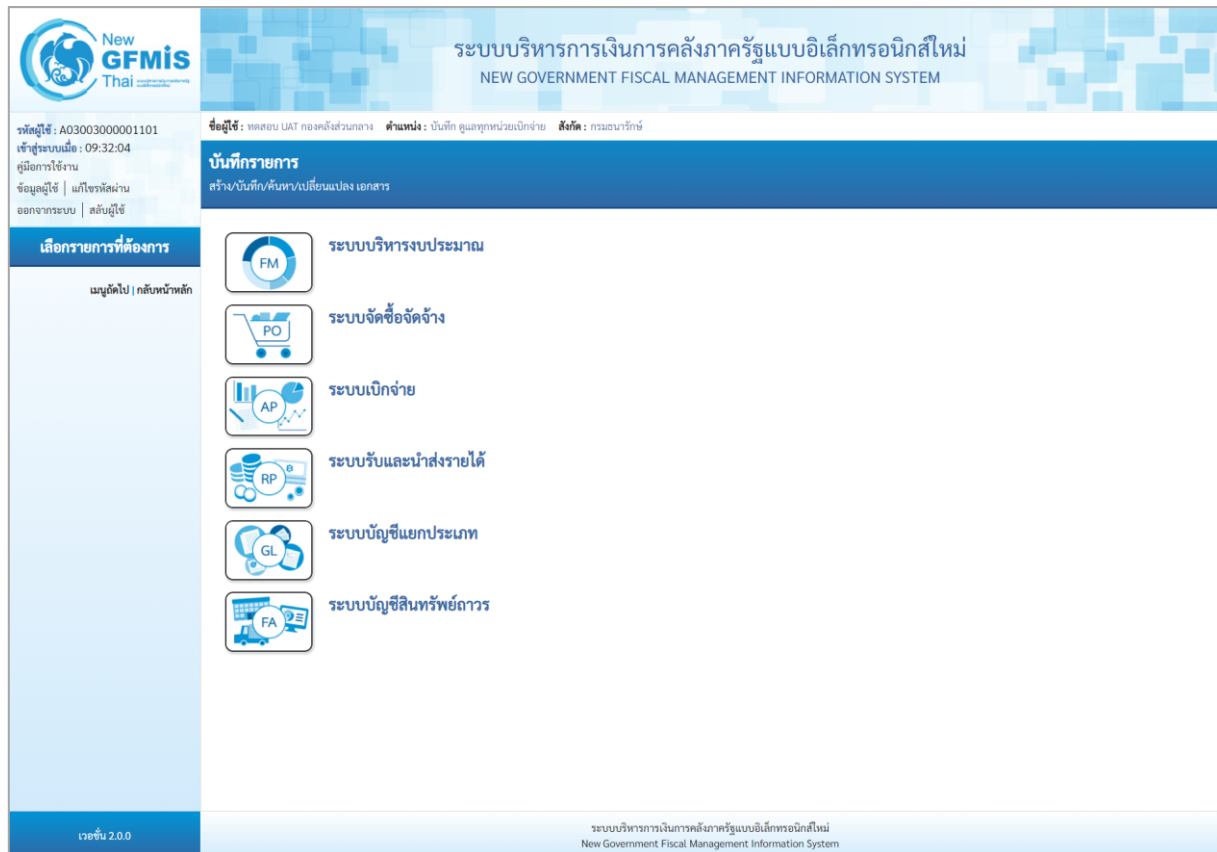 New
GFMiS
Thai
ระบบบริหารการเงินการคลังภาครัฐแบบอิเล็กทรอนิกส์ใหม่
NEW GOVERNMENT FISCAL MANAGEMENT INFORMATION SYSTEM
รหัสผู้ใช้ : A03003000001101
เข้าสู่ระบบเมื่อ : 09:32:04
คู่มือการใช้งาน
ข้อมูลผู้ใช้ | แก้ไขรหัสผ่าน
ออกจากระบบ | สลับผู้ใช้
ชื่อผู้ใช้ : ทดสอบ UAT กองคลังส่วนกลาง ตำแหน่ง : บันทึก ดูแลทุกหน่วยเบิกจ่าย สังกัด : กรมธนารักษ์
บันทึกรายการ
สร้าง/บันทึก/ค้นหา/เปลี่ยนแปลง เอกสาร
เลือกรายการที่ต้องการ
เมนูถัดไป | กลับหน้าหลัก
FM
ระบบบริหารงบประมาณ
PO
ระบบจัดซื้อจัดจ้าง
AP
ระบบเบิกจ่าย
RP
ระบบรับและนำส่งรายได้
GL
ระบบบัญชีแยกประเภท
FA
ระบบบัญชีสินทรัพย์ถาวร
เวอชั่น 2.0.0
ระบบบริหารการเงินการคลังภาครัฐแบบอิเล็กทรอนิกส์ใหม่
New Government Fiscal Management Information System